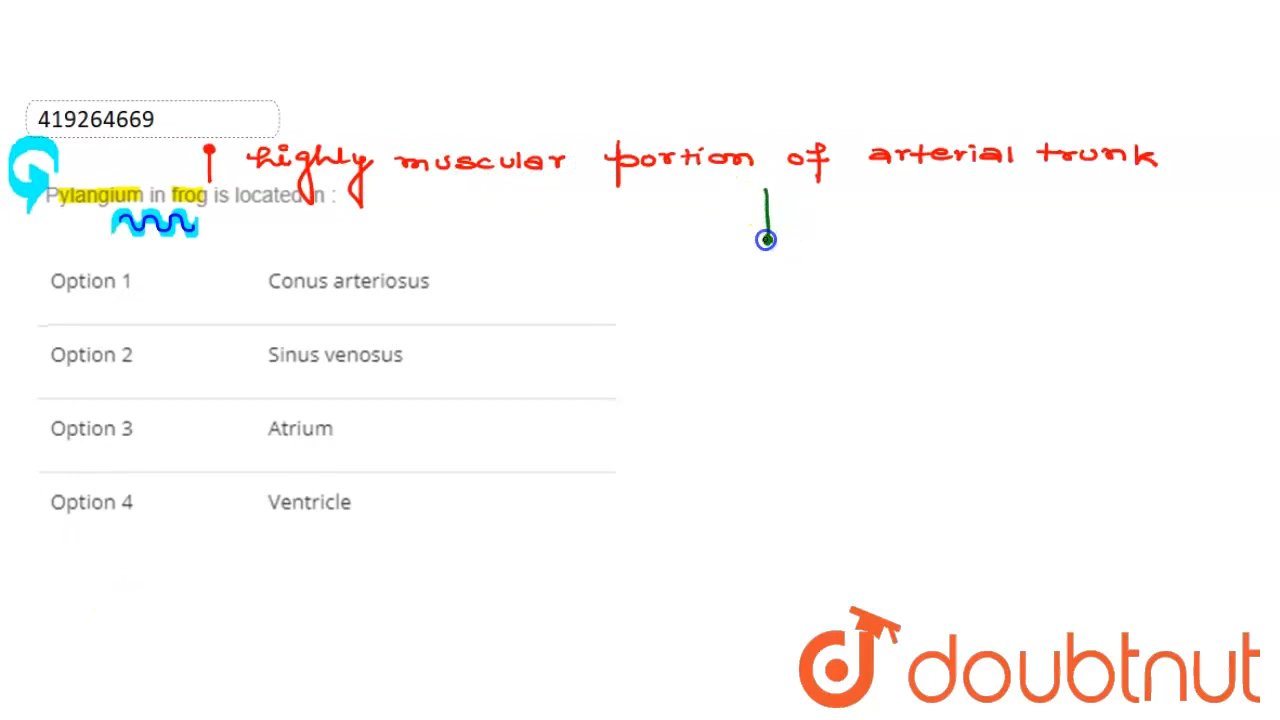 419264669
highly muscular portion of arterial trunk
Pylangium in frog is located in :
Option 1 Conus arteriosus
Option 2 Sinus venosus
Option 3 Atrium
Option 4 Ventricle
doubtnut